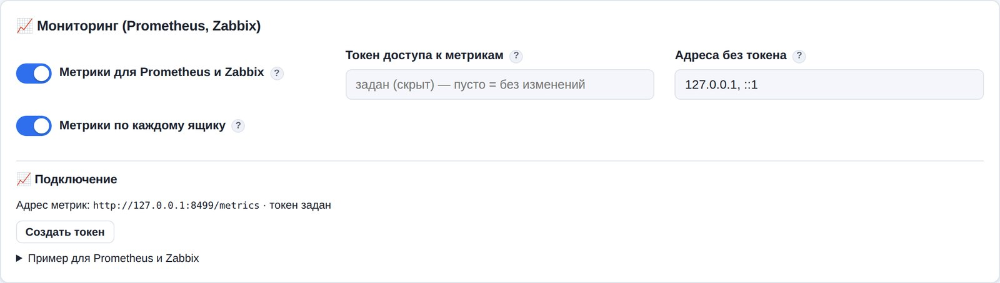 Мониторинг (Prometheus, Zabbix)
Метрики для Prometheus и Zabbix ?
Токен доступа к метрикам ?
задан (скрыт) — пусто = без изменений
Адреса без токена ?
127.0.0.1, ::1
Метрики по каждому ящику ?
Подключение
Адрес метрик: http://127.0.0.1:8499/metrics · токен задан
Создать токен
Пример для Prometheus и Zabbix